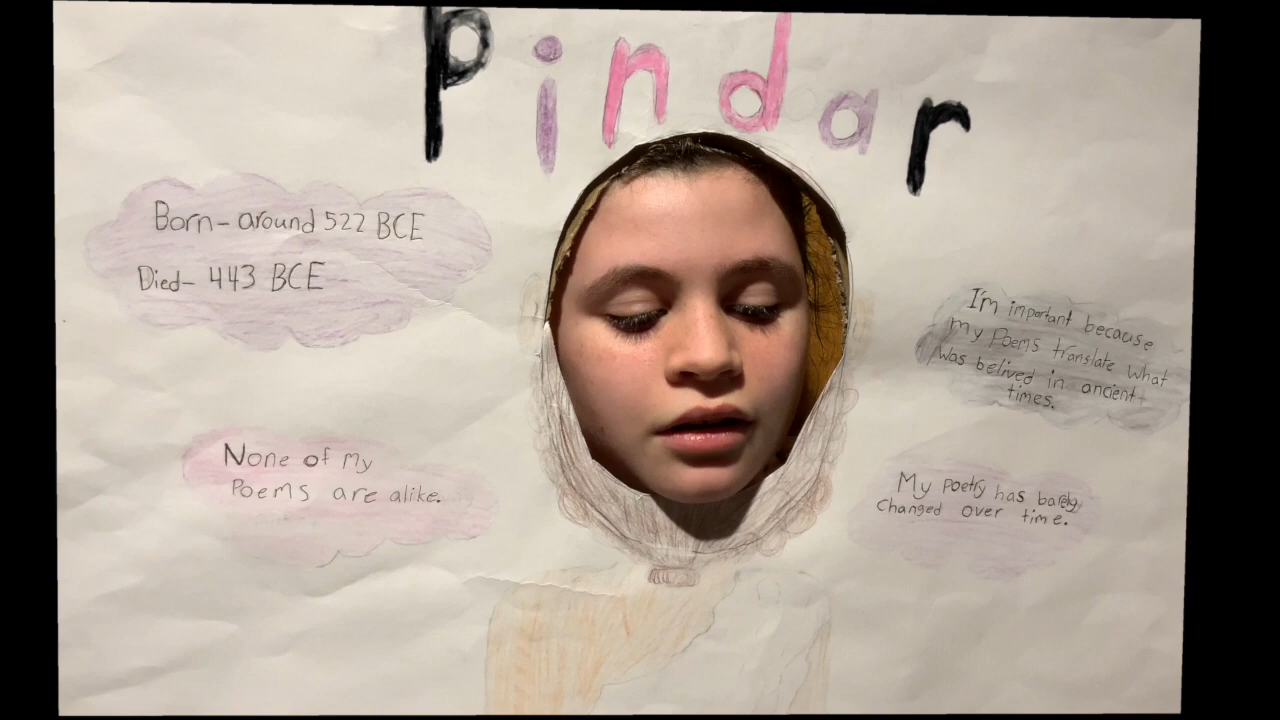 Pindar
Born- around 522 BCE
Died- 443 BCE
None of my
Poems are alike.
I'm important because
my Poems translate what
was belived in ancient
times.
My poetry has barely
Changed over time.